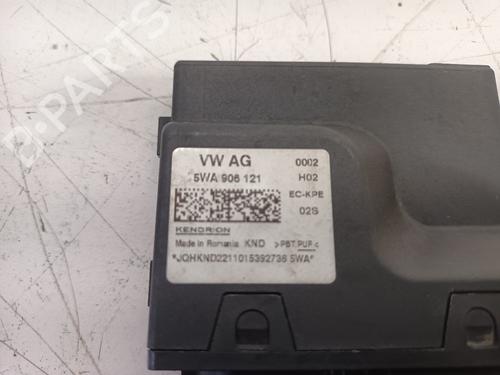 B-PARTS
VW AG 0002
5WA 906 121 H02
EC-KPE
02S
KENDRION
Made in Romania KND >PBT,PUR<
*JQHKND2211015392736 5WA*